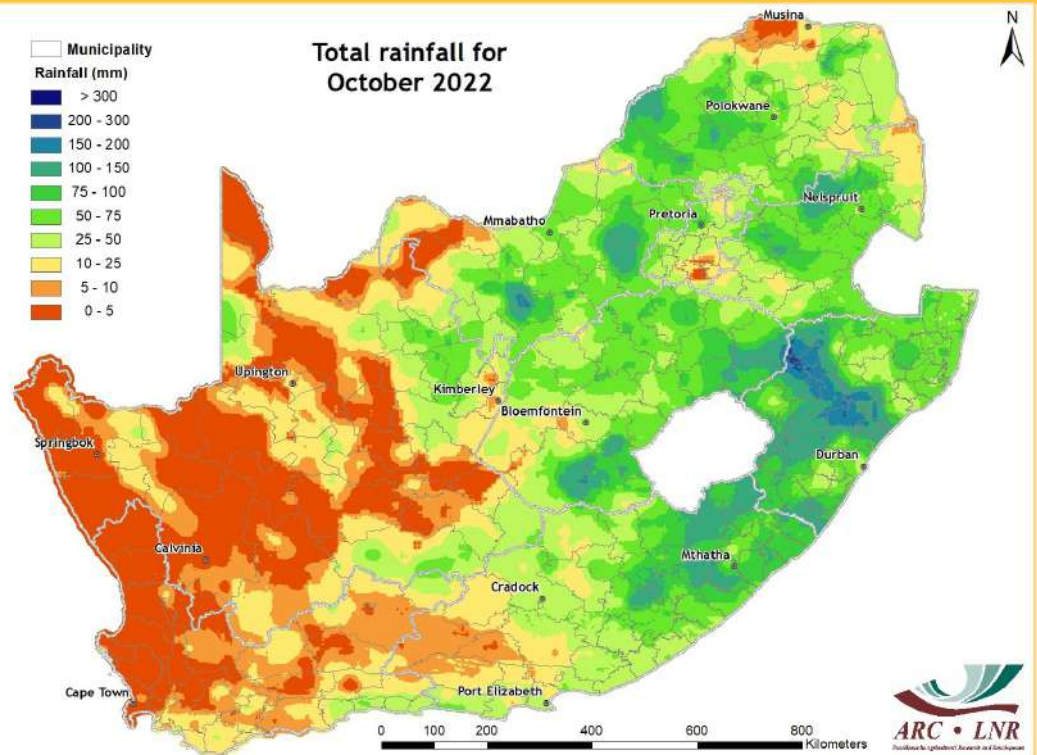 Total rainfall for
October 2022
Municipality
Rainfall (mm)
> 300
200 - 300
150 - 200
100 - 150
75 - 100
50 - 75
25 - 50
10 - 25
5 - 10
0 - 5
N
Musina
Polokwane
Nelspruit
Pretoria
Mmabatho
Upington
Kimberley
Bloemfontein
Springbok
Durban
Calvinia
Mthatha
Cradock
Cape Town
Port Elizabeth
0 100 200 400 600 800
Kilometers
ARC • LNR